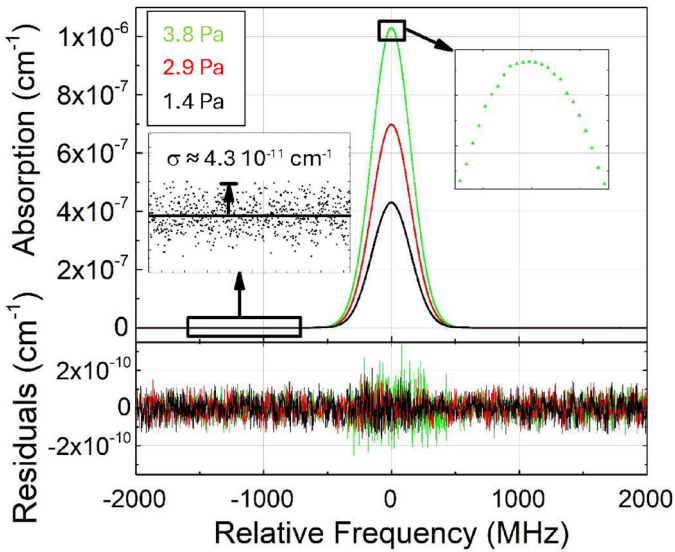 1x10⁻⁶
8x10⁻⁷
6x10⁻⁷
4x10⁻⁷
2x10⁻⁷
0
Absorption (cm⁻¹)
3.8 Pa
2.9 Pa
1.4 Pa
σ ≈ 4.3 10⁻¹¹ cm⁻¹
2x10⁻¹⁰
0
-2x10⁻¹⁰
Residuals (cm⁻¹)
-2000 -1000 0 1000 2000
Relative Frequency (MHz)